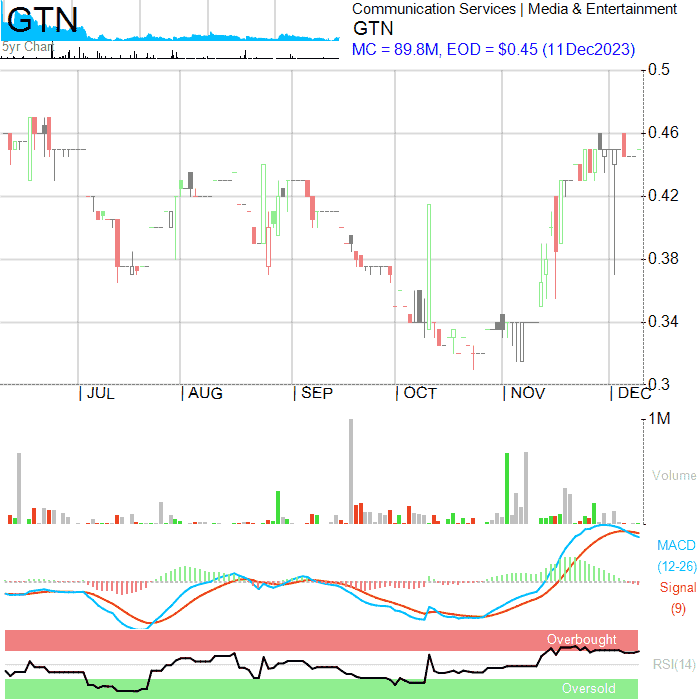 GTN
5yr Chart
Communication Services | Media & Entertainment
GTN
MC = 89.8M, EOD = $0.45 (11Dec2023)
0.5
0.46
0.42
0.38
0.34
0.3
| JUL | AUG | SEP | OCT | NOV | DEC
1M
Volume
MACD
(12-26)
Signal
(9)
Overbought
RSI(14)
Oversold